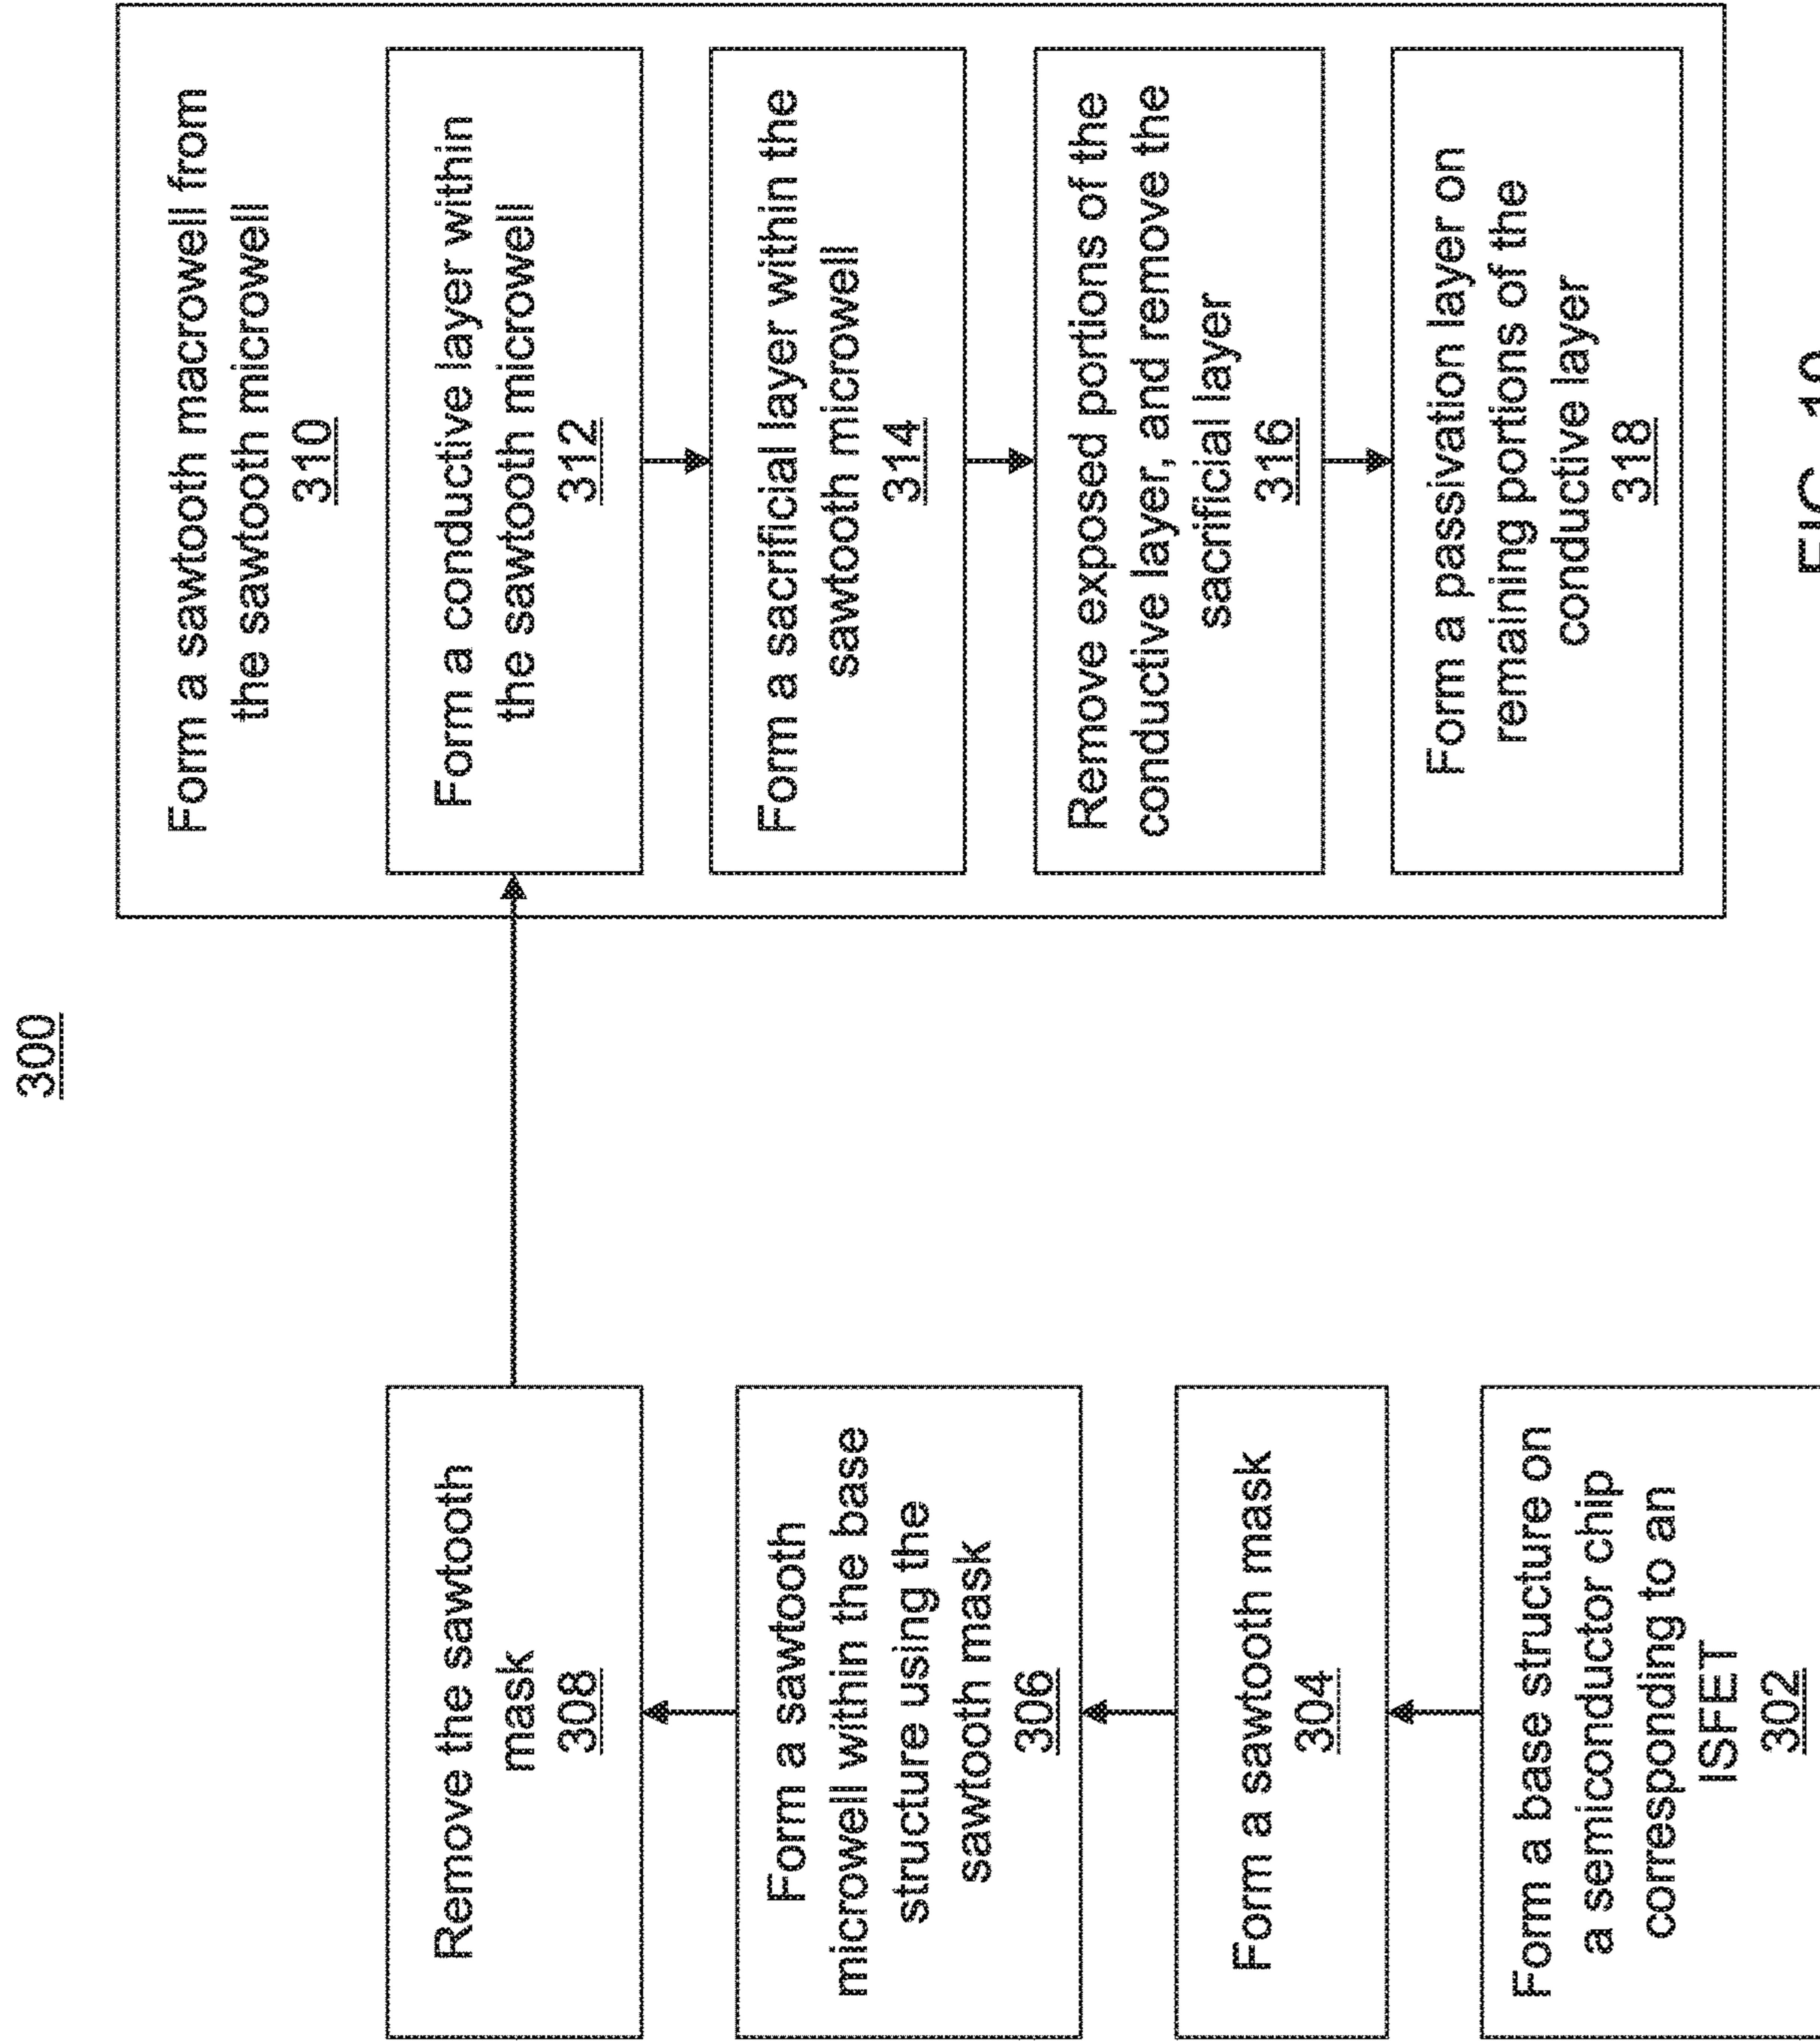 300
Form a base structure on
a semiconductor chip
corresponding to an
ISFET
302
Form a sawtooth mask
304
Form a sawtooth
microwell within the base
structure using the
sawtooth mask
306
Remove the sawtooth
mask
308
Form a sawtooth macrowell from
the sawtooth microwell
310
Form a conductive layer within
the sawtooth microwell
312
Form a sacrificial layer within the
sawtooth microwell
314
Remove exposed portions of the
conductive layer, and remove the
sacrificial layer
316
Form a passivation layer on
remaining portions of the
conductive layer
318
FIG.